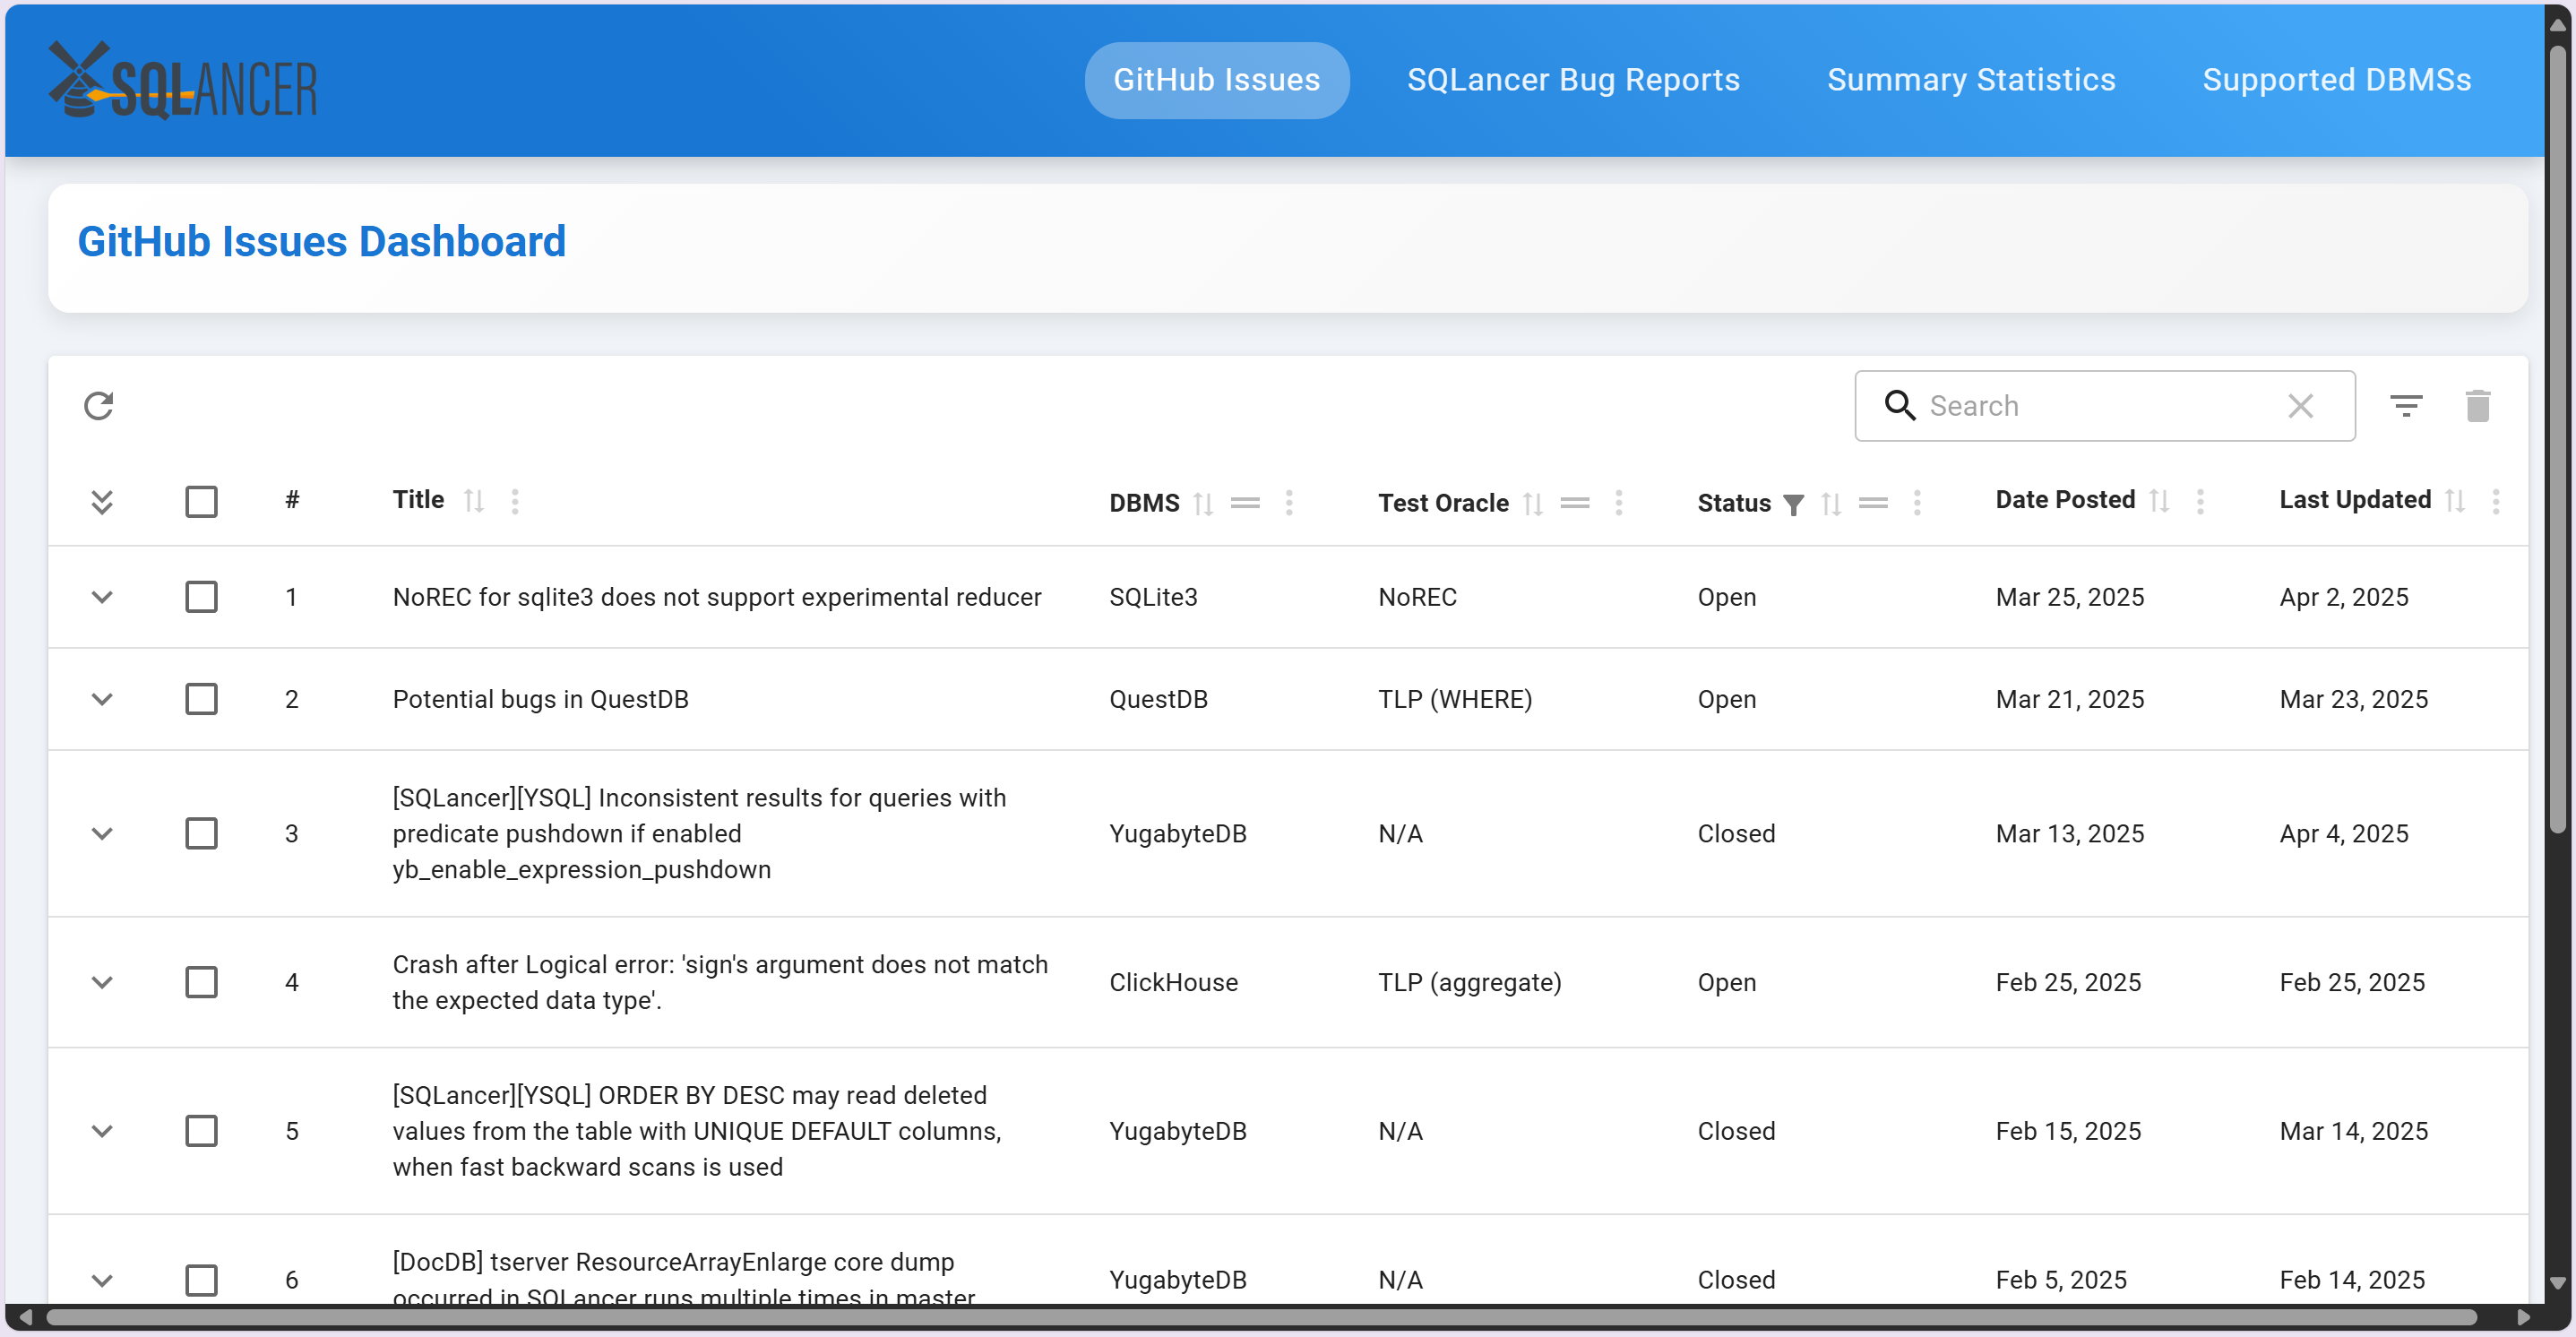 SQLANCER
GitHub Issues
SQLancer Bug Reports
Summary Statistics
Supported DBMSs
GitHub Issues Dashboard
Search
# Title DBMS Test Oracle Status Date Posted Last Updated
1 NoREC for sqlite3 does not support experimental reducer SQLite3 NoREC Open Mar 25, 2025 Apr 2, 2025
2 Potential bugs in QuestDB QuestDB TLP (WHERE) Open Mar 21, 2025 Mar 23, 2025
[SQLancer][YSQL] Inconsistent results for queries with
3 predicate pushdown if enabled YugabyteDB N/A Closed Mar 13, 2025 Apr 4, 2025
yb_enable_expression_pushdown
Crash after Logical error: 'sign's argument does not match
4 the expected data type'. ClickHouse TLP (aggregate) Open Feb 25, 2025 Feb 25, 2025
[SQLancer][YSQL] ORDER BY DESC may read deleted
5 values from the table with UNIQUE DEFAULT columns, YugabyteDB N/A Closed Feb 15, 2025 Mar 14, 2025
when fast backward scans is used
[DocDB] tserver ResourceArrayEnlarge core dump
6 occurred in SQLancer runs multiple times in master YugabyteDB N/A Closed Feb 5, 2025 Feb 14, 2025